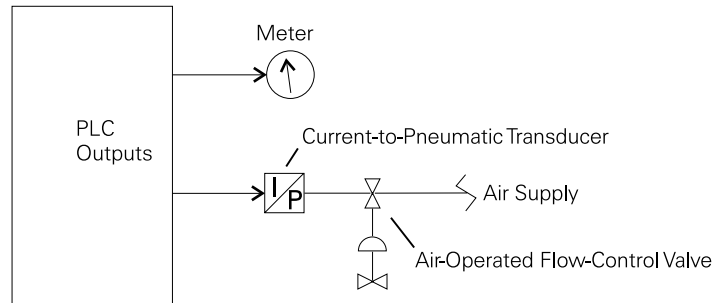 Meter
PLC
Outputs
Current-to-Pneumatic Transducer
I
P
Air Supply
Air-Operated Flow-Control Valve